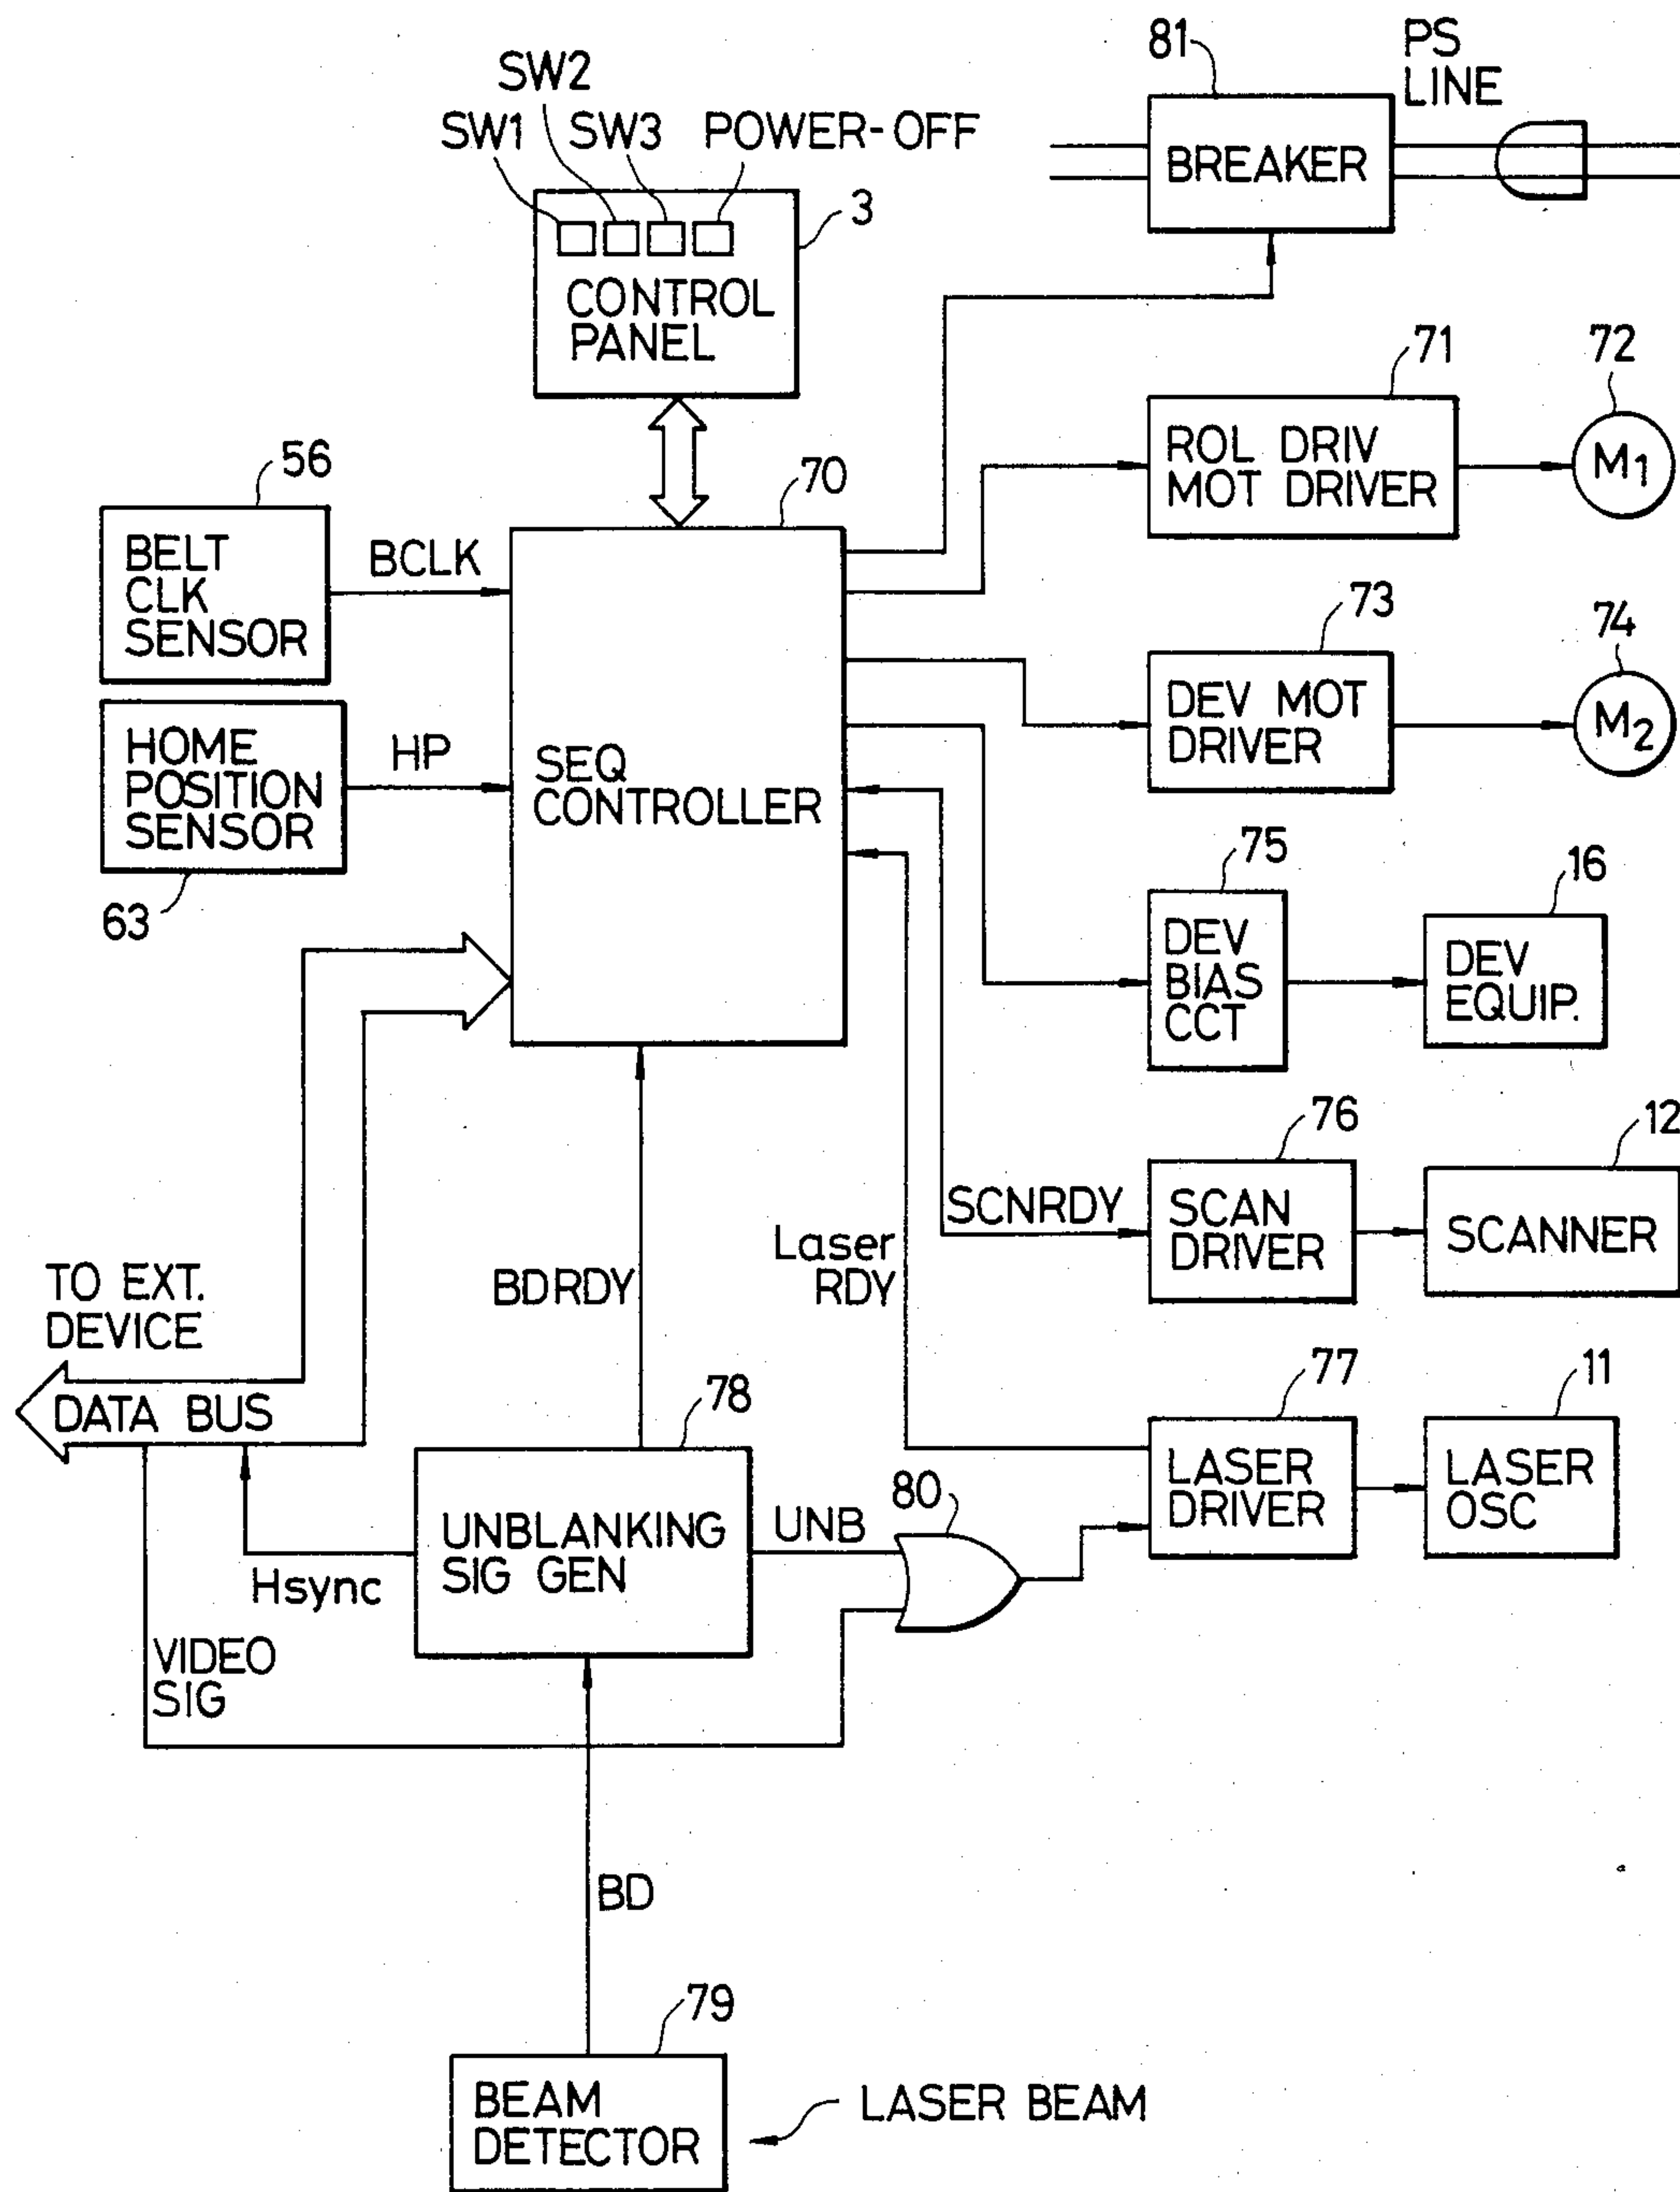 81
PS
LINE
BREAKER
SW2
SW1
SW3
POWER-OFF
3
CONTROL
PANEL
71
72
ROL DRIV
MOT DRIVER
M1
56
70
BELT
CLK
SENSOR
BCLK
73
74
DEV MOT
DRIVER
M2
HOME
POSITION
SENSOR
HP
63
SEQ
CONTROLLER
75
16
DEV
BIAS
CCT
DEV
EQUIP.
76
12
SCNRDY
SCAN
DRIVER
SCANNER
Laser
RDY
BDRDY
TO EXT.
DEVICE
DATA BUS
77
11
LASER
DRIVER
LASER
OSC
78
80
UNBLANKING
SIG GEN
UNB
Hsync
VIDEO
SIG
BD
79
BEAM
DETECTOR
LASER BEAM